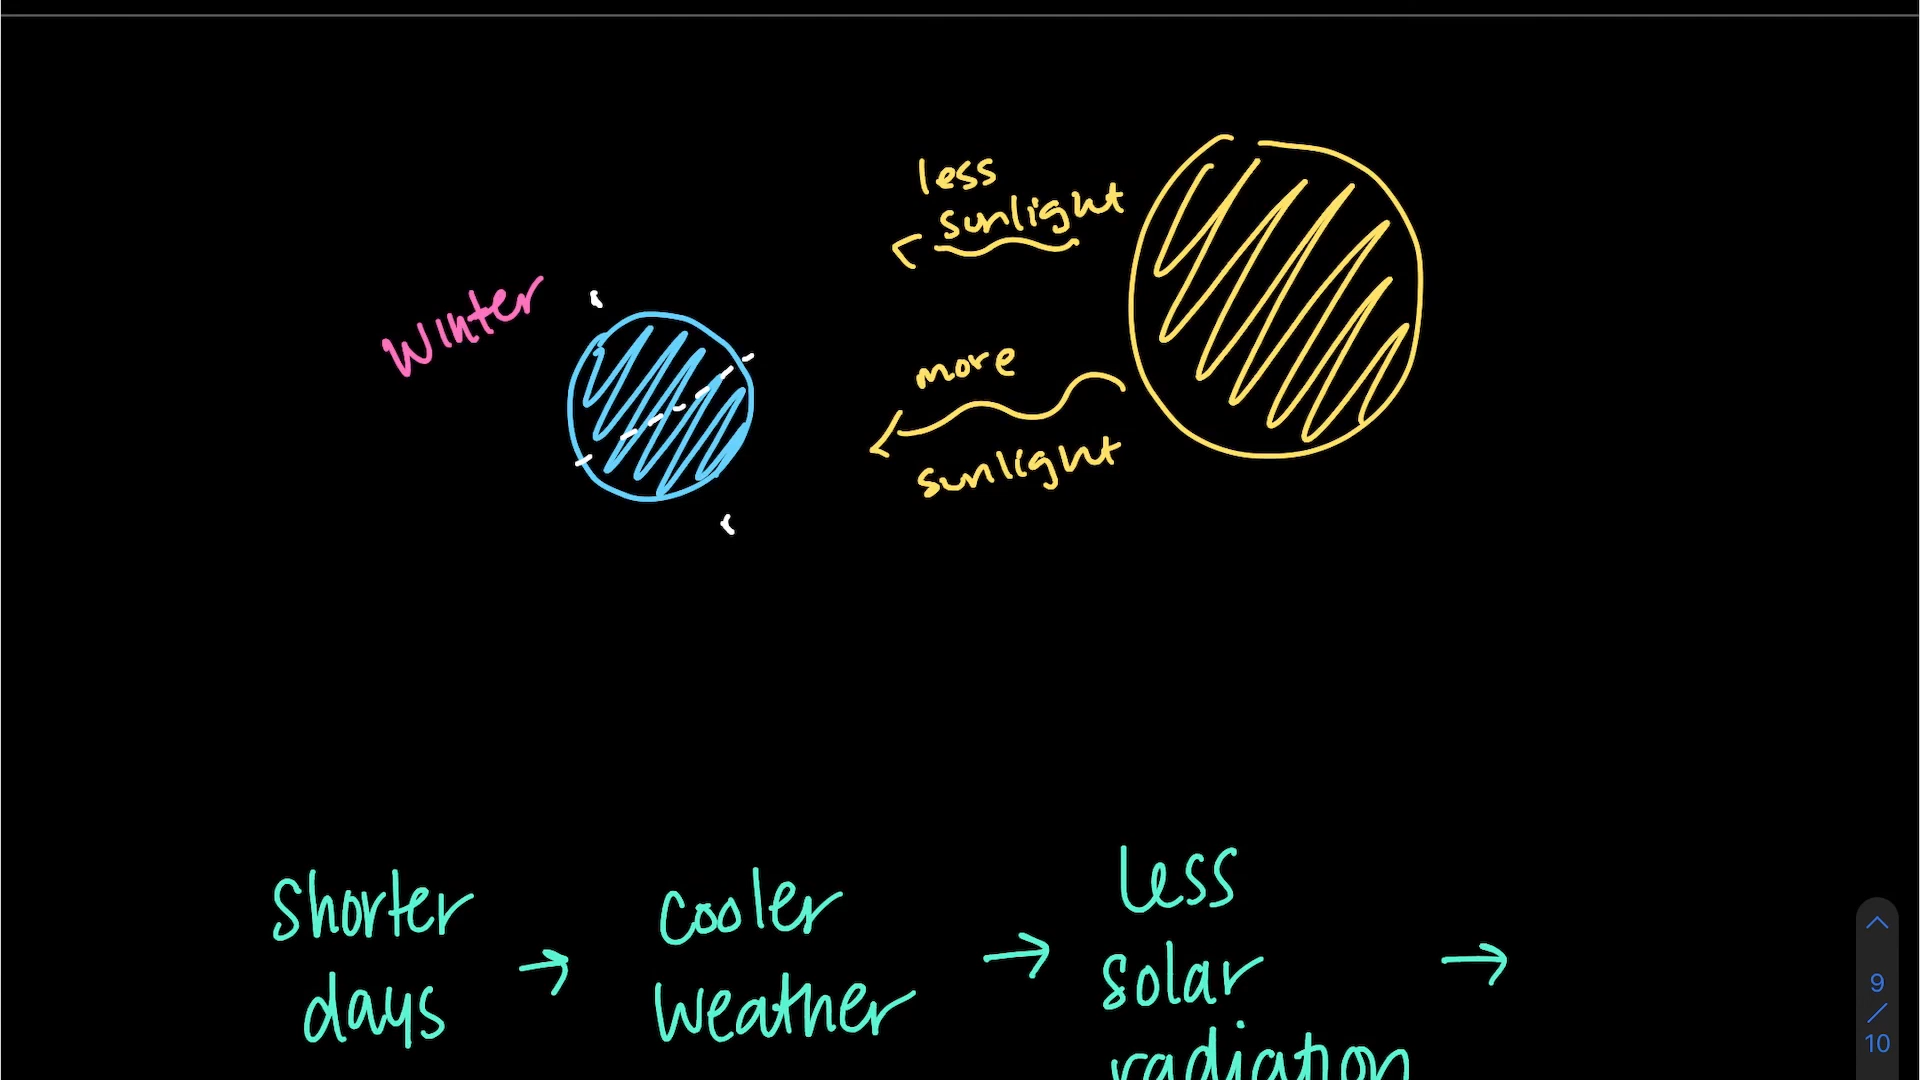 less
sunlight
Winter
more
sunlight
Shorter
days
→
cooler
weather
→
Less
solar
radiation
→
9
/
10